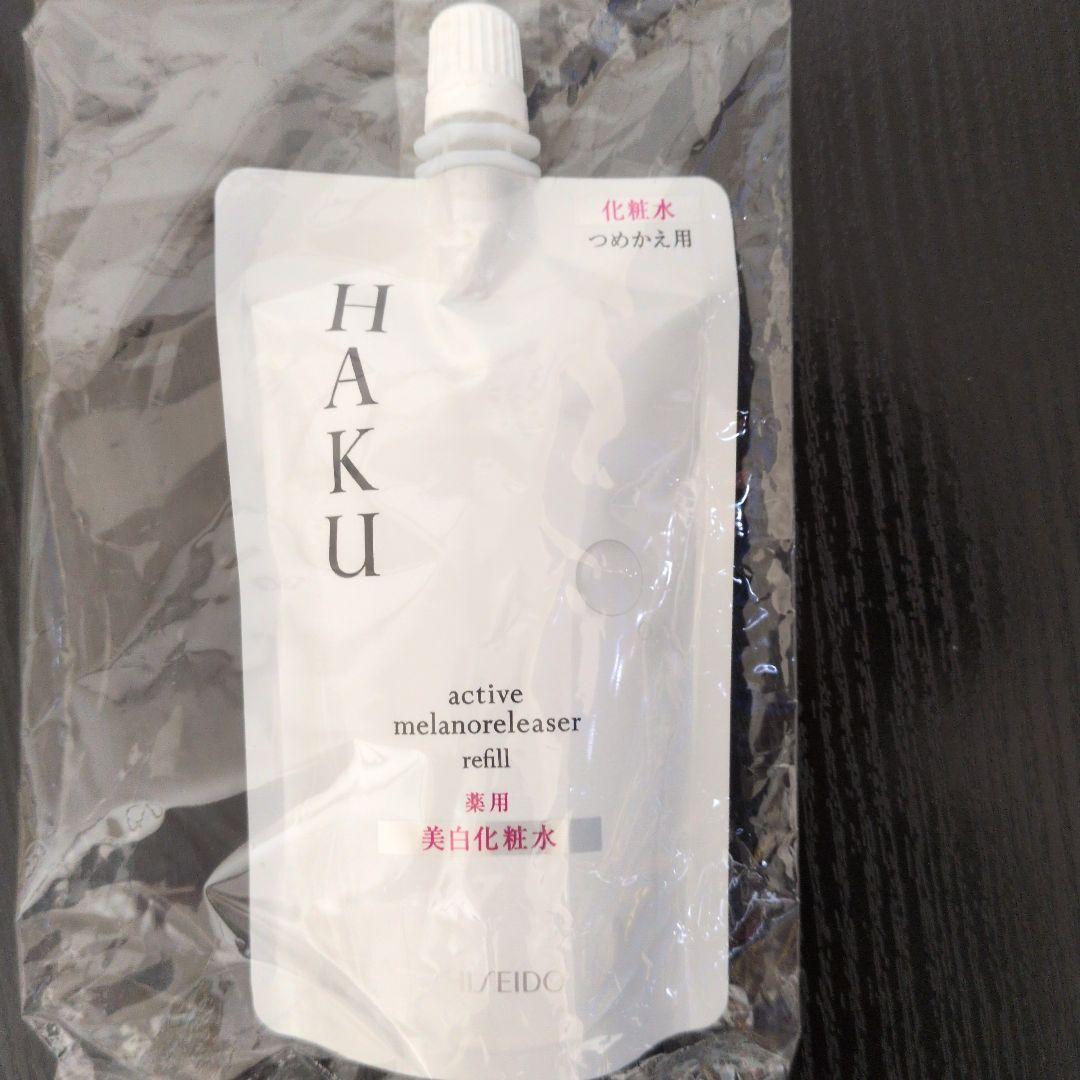 化粧水
つめかえ用
HAKU
active
melanoreleaser
refill
薬用
美白化粧水
SHISEIDO